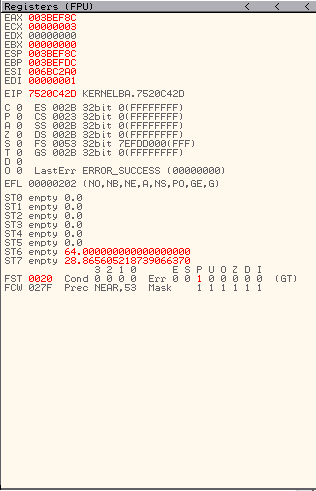 Registers (FPU) < < <
EAX 003BEF8C
ECX 00000003
EDX 00000000
EBX 00000000
ESP 003BEF8C
EBP 003BEFDC
ESI 006BC2A0
EDI 00000001
EIP 7520C42D KERNELBA.7520C42D
C 0 ES 002B 32bit 0(FFFFFFFF)
P 0 CS 0023 32bit 0(FFFFFFFF)
A 0 SS 002B 32bit 0(FFFFFFFF)
Z 0 DS 002B 32bit 0(FFFFFFFF)
S 0 FS 0053 32bit 7EFDD000(FFF)
T 0 GS 002B 32bit 0(FFFFFFFF)
D 0
O 0 LastErr ERROR_SUCCESS (00000000)
EFL 00000202 (NO,NB,NE,A,NS,PO,GE,G)
ST0 empty 0.0
ST1 empty 0.0
ST2 empty 0.0
ST3 empty 0.0
ST4 empty 0.0
ST5 empty 0.0
ST6 empty 64.000000000000000000
ST7 empty 28.865605218739066370
3 2 1 0 E S P U O Z D I
FST 0020 Cond 0 0 0 0 Err 0 0 1 0 0 0 0 0 (GT)
FCW 027F Prec NEAR,53 Mask 1 1 1 1 1 1